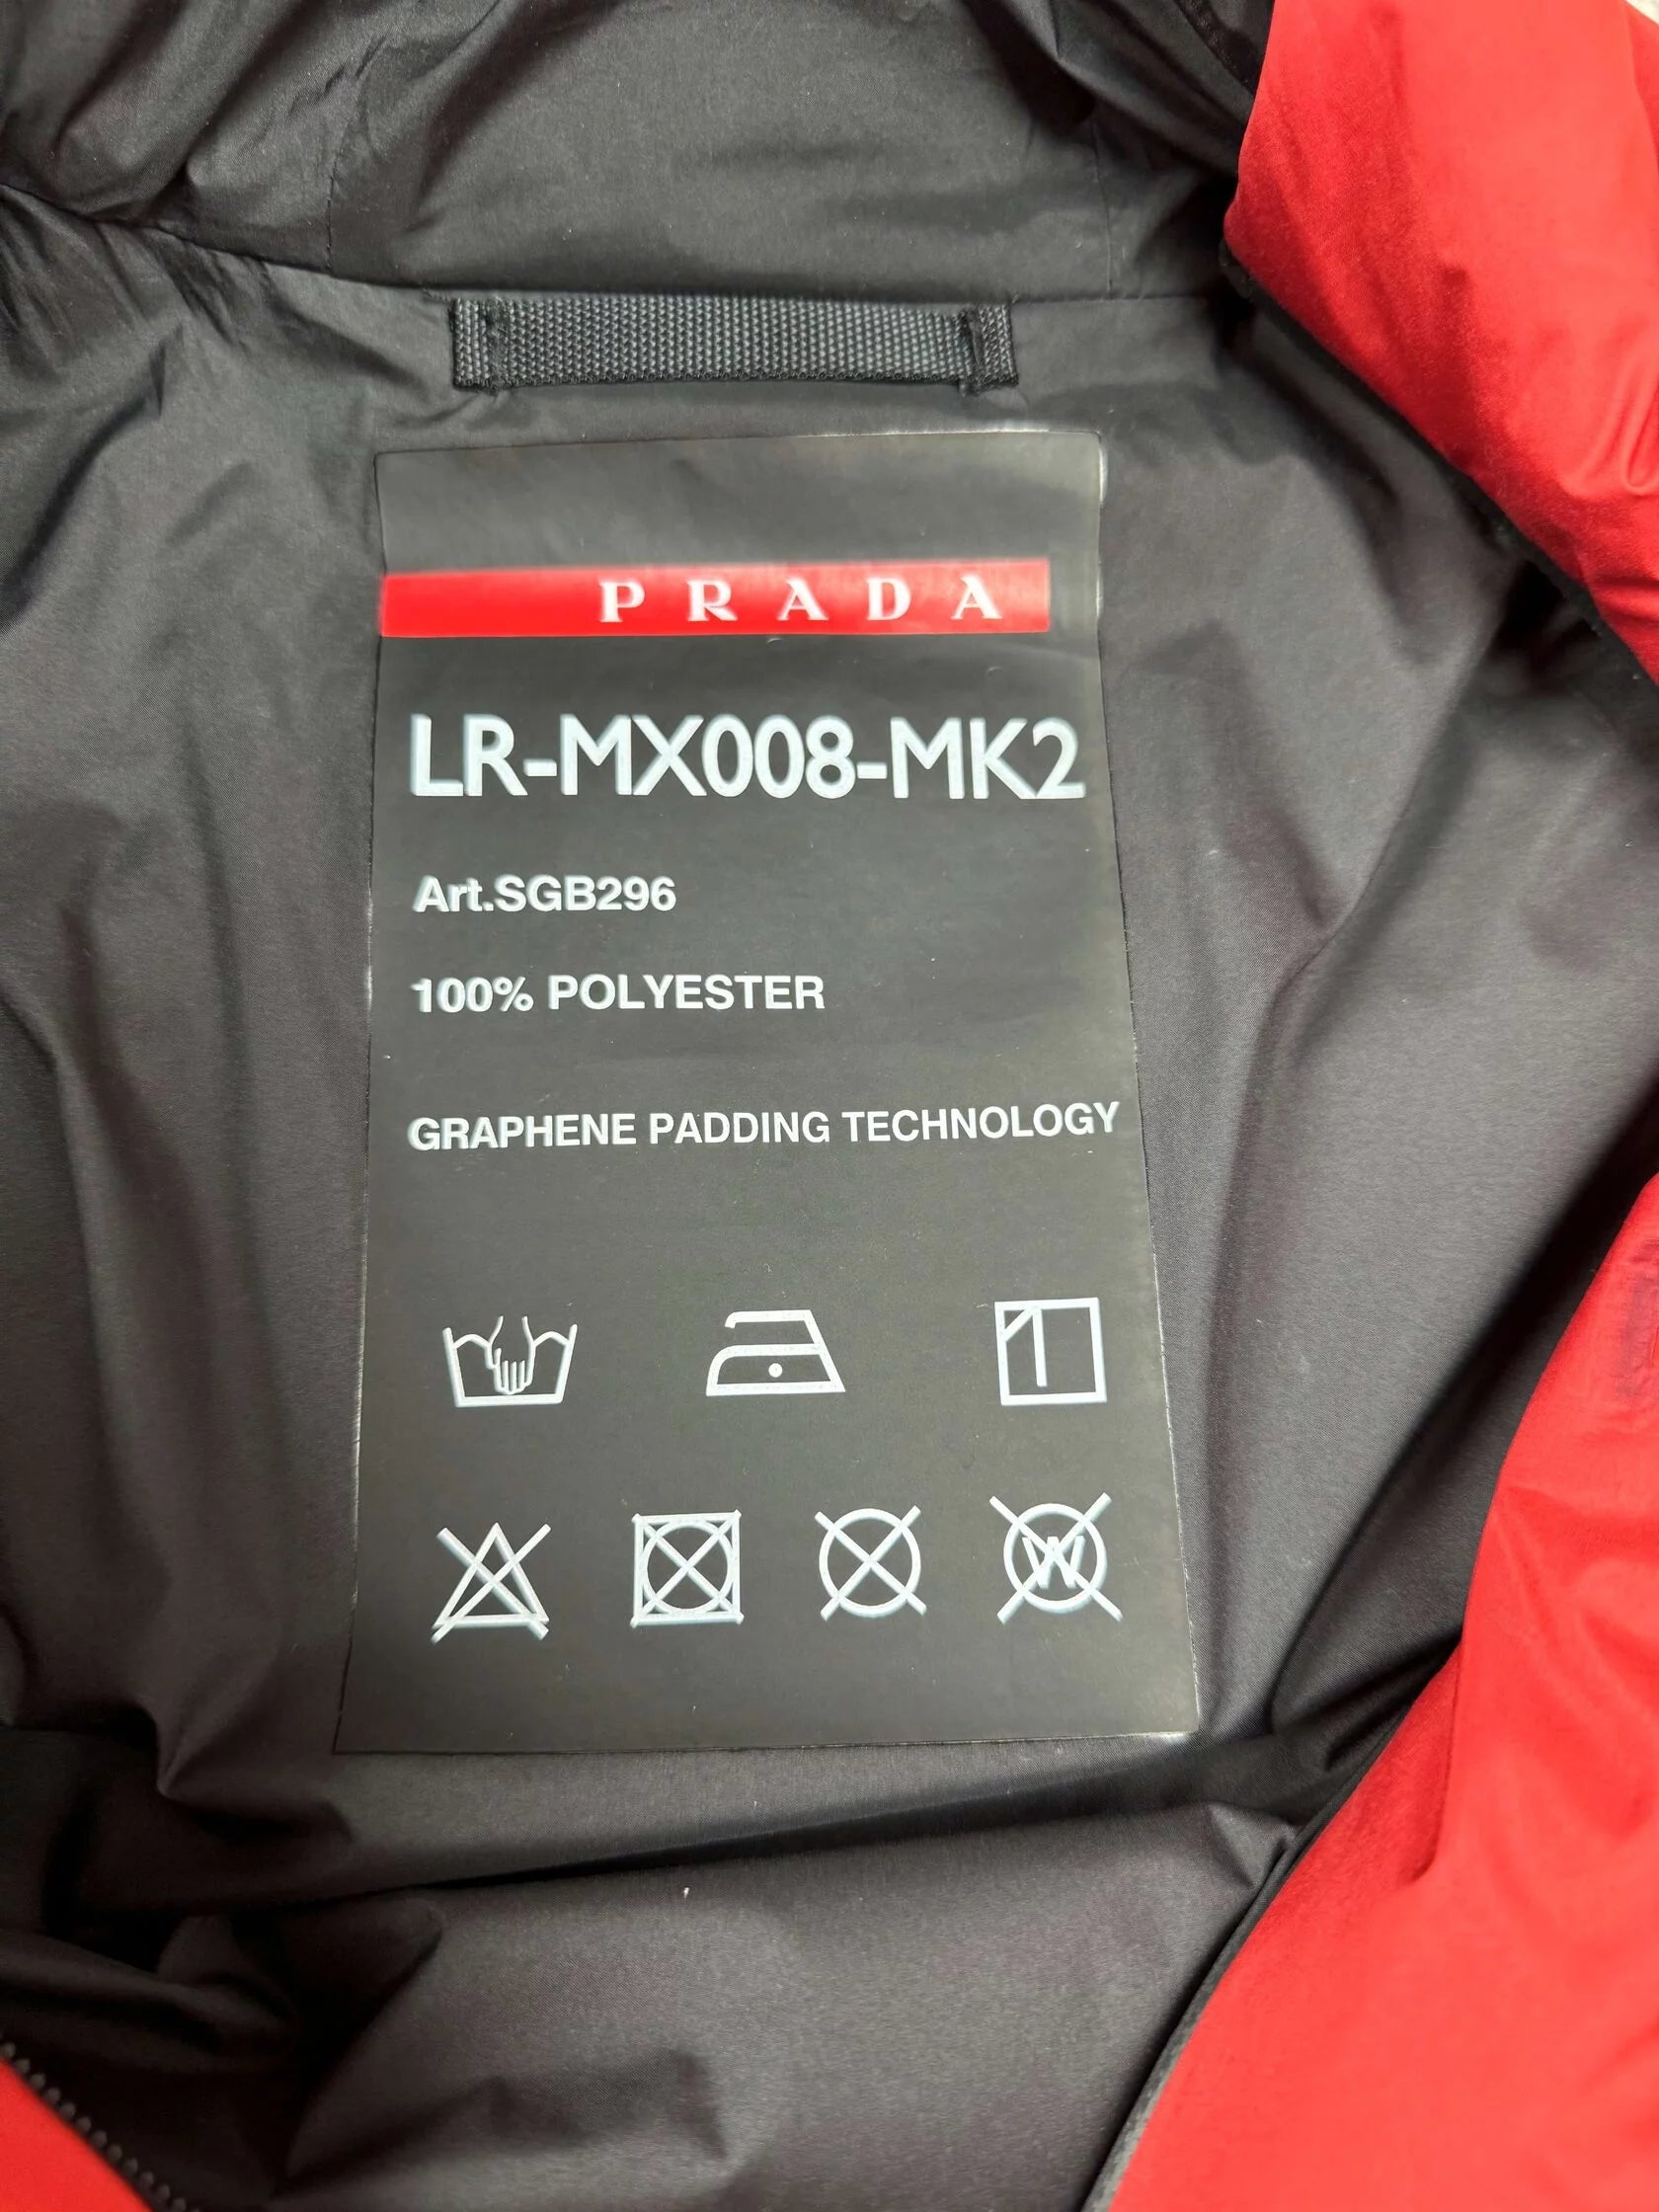 PRADA
LR-MX008-MK2
Art.SGB296
100% POLYESTER
GRAPHENE PADDING TECHNOLOGY
W